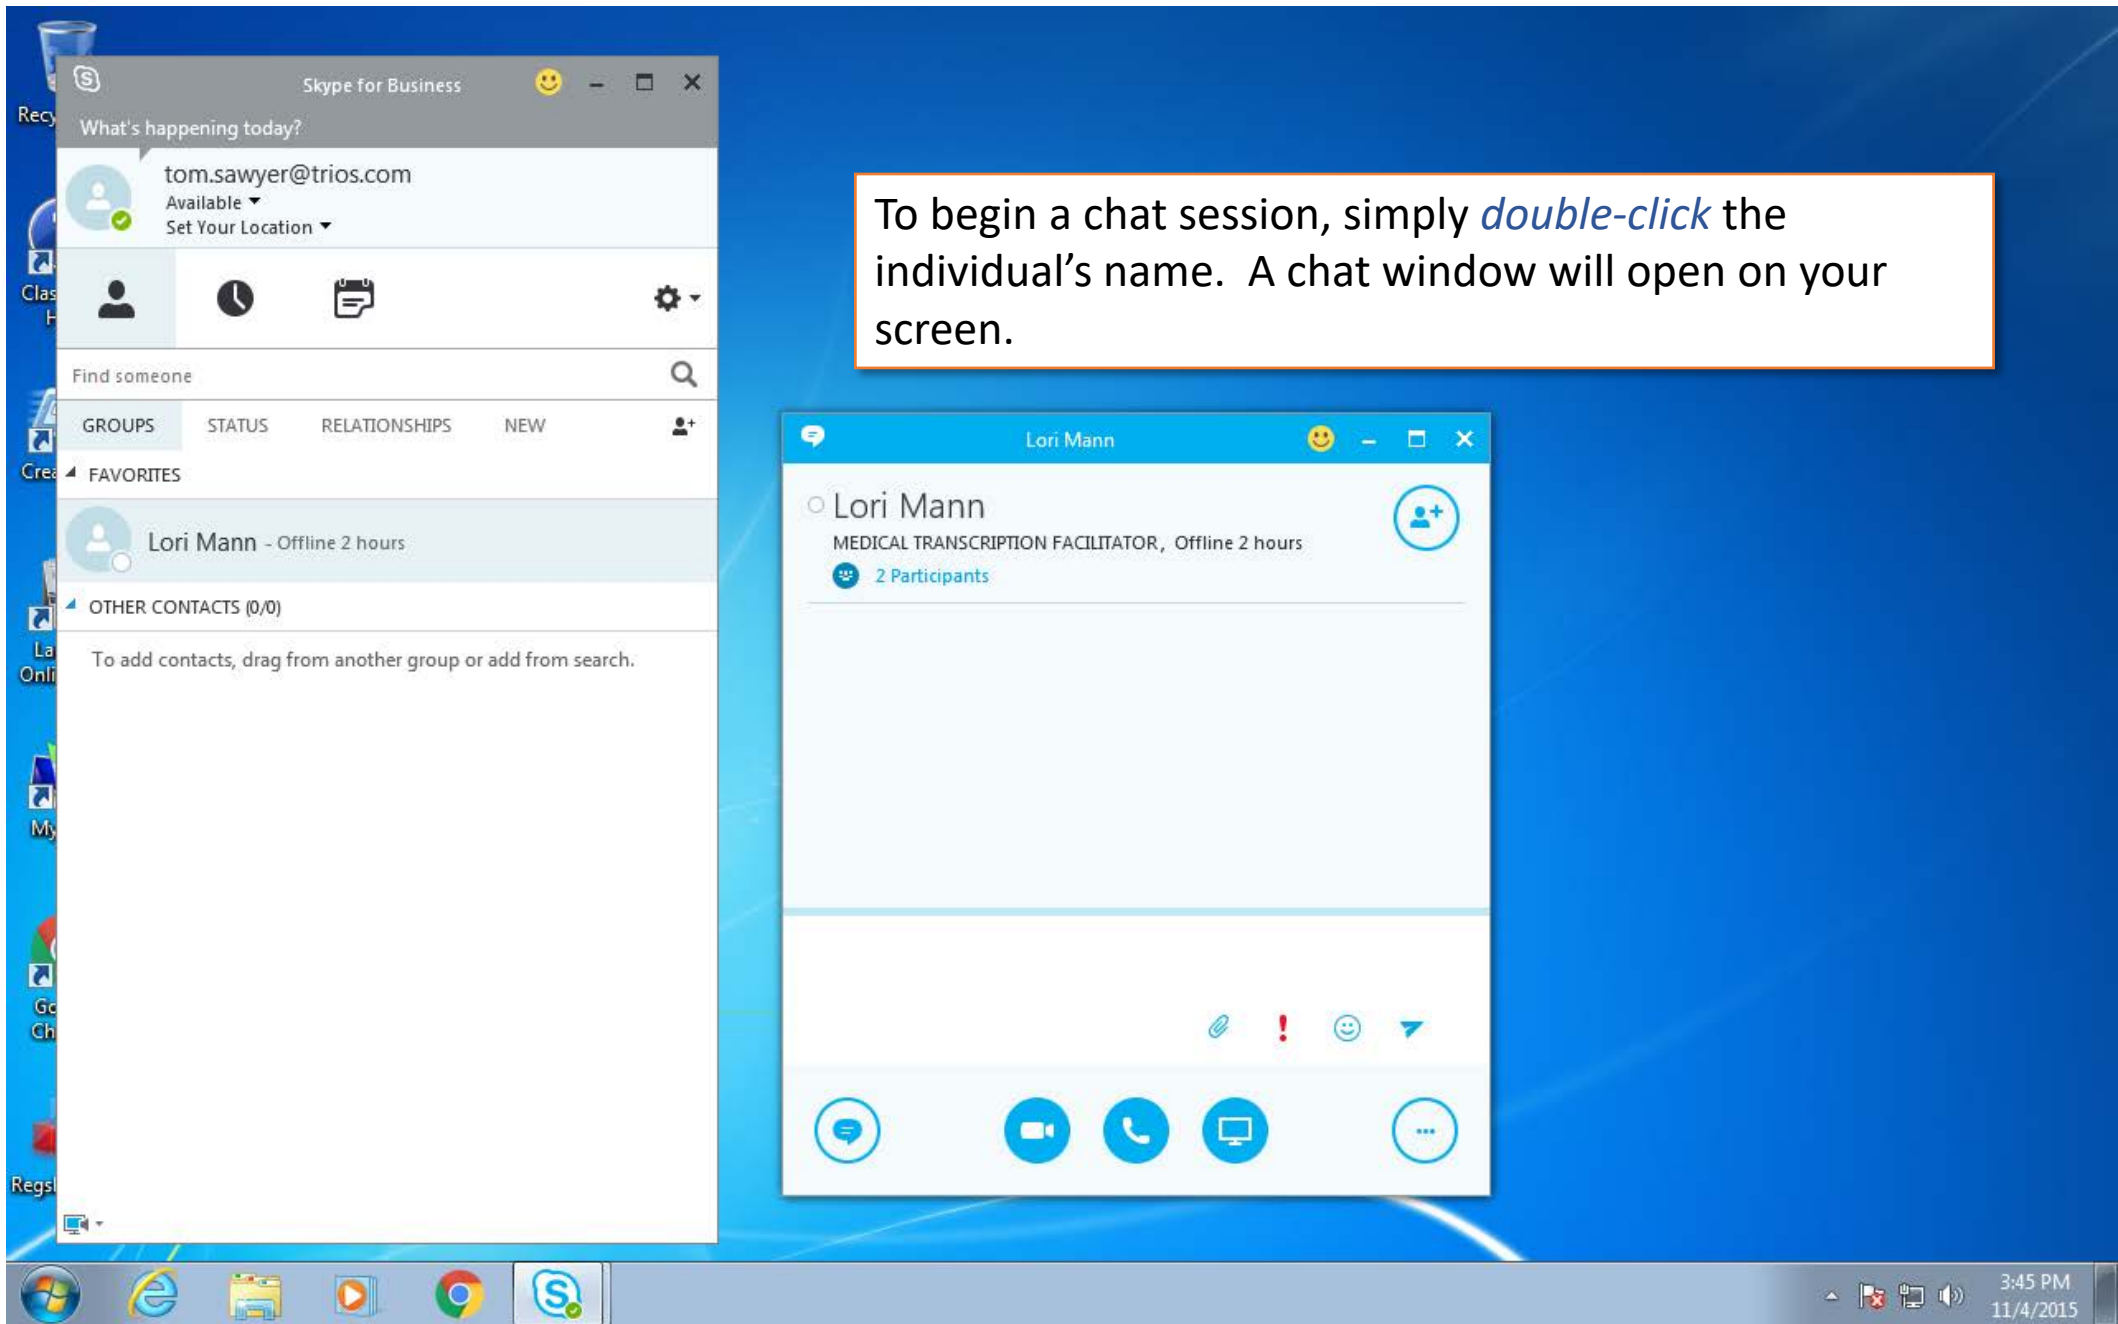 Skype for Business
What's happening today?
tom.sawyer@trios.com
Available
Set Your Location
Find someone
GROUPS STATUS RELATIONSHIPS NEW
FAVORITES
Lori Mann - Offline 2 hours
OTHER CONTACTS (0/0)
To add contacts, drag from another group or add from search.
To begin a chat session, simply double-click the
individual’s name.  A chat window will open on your
screen.
Lori Mann
Lori Mann
MEDICAL TRANSCRIPTION FACILITATOR, Offline 2 hours
2 Participants
3:45 PM
11/4/2015